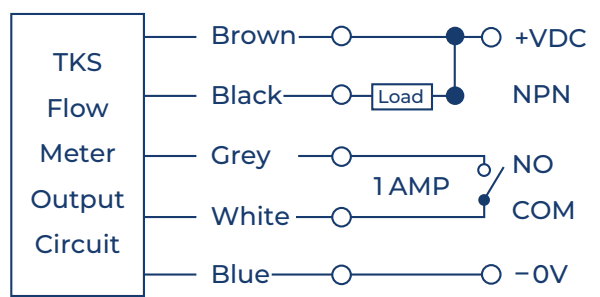 TKS
Flow
Meter
Output
Circuit
Brown
+VDC
Black
Load
NPN
Grey
NO
1 AMP
White
COM
Blue
−0V